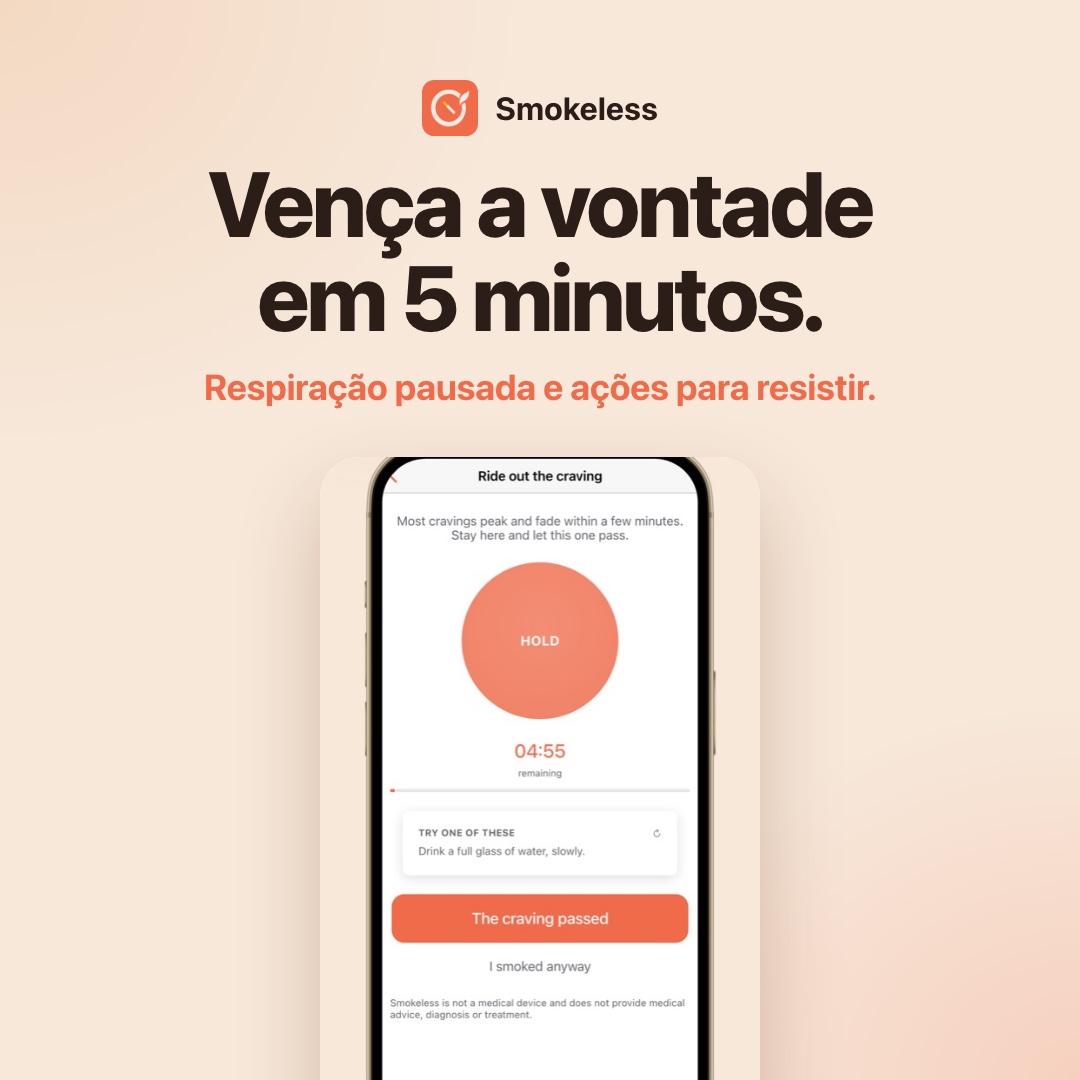 Smokeless
Vença a vontade
em 5 minutos.
Respiração pausada e ações para resistir.
Ride out the craving
Most cravings peak and fade within a few minutes.
Stay here and let this one pass.
HOLD
04:55
remaining
TRY ONE OF THESE
Drink a full glass of water, slowly.
The craving passed
I smoked anyway
Smokeless is not a medical device and does not provide medical
advice, diagnosis or treatment.